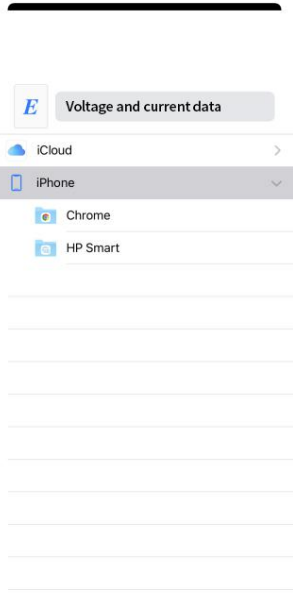 E
Voltage and current data
iCloud
iPhone
Chrome
HP Smart